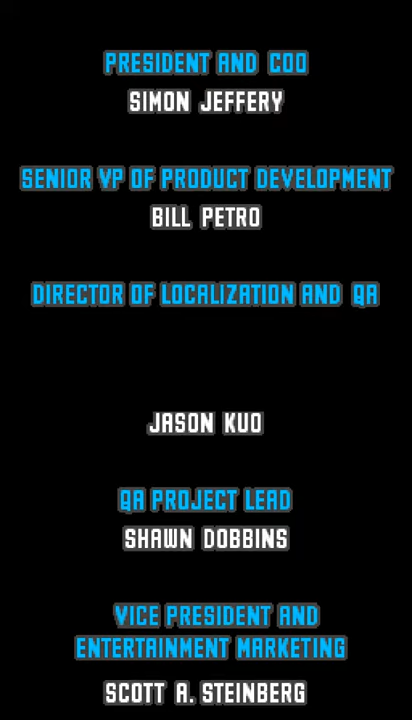 PRESIDENT AND COO
SIMON JEFFERY
SENIOR VP OF PRODUCT DEVELOPMENT
BILL PETRO
DIRECTOR OF LOCALIZATION AND QA
JASON KUO
QA PROJECT LEAD
SHAWN DOBBINS
VICE PRESIDENT AND
ENTERTAINMENT MARKETING
SCOTT A. STEINBERG